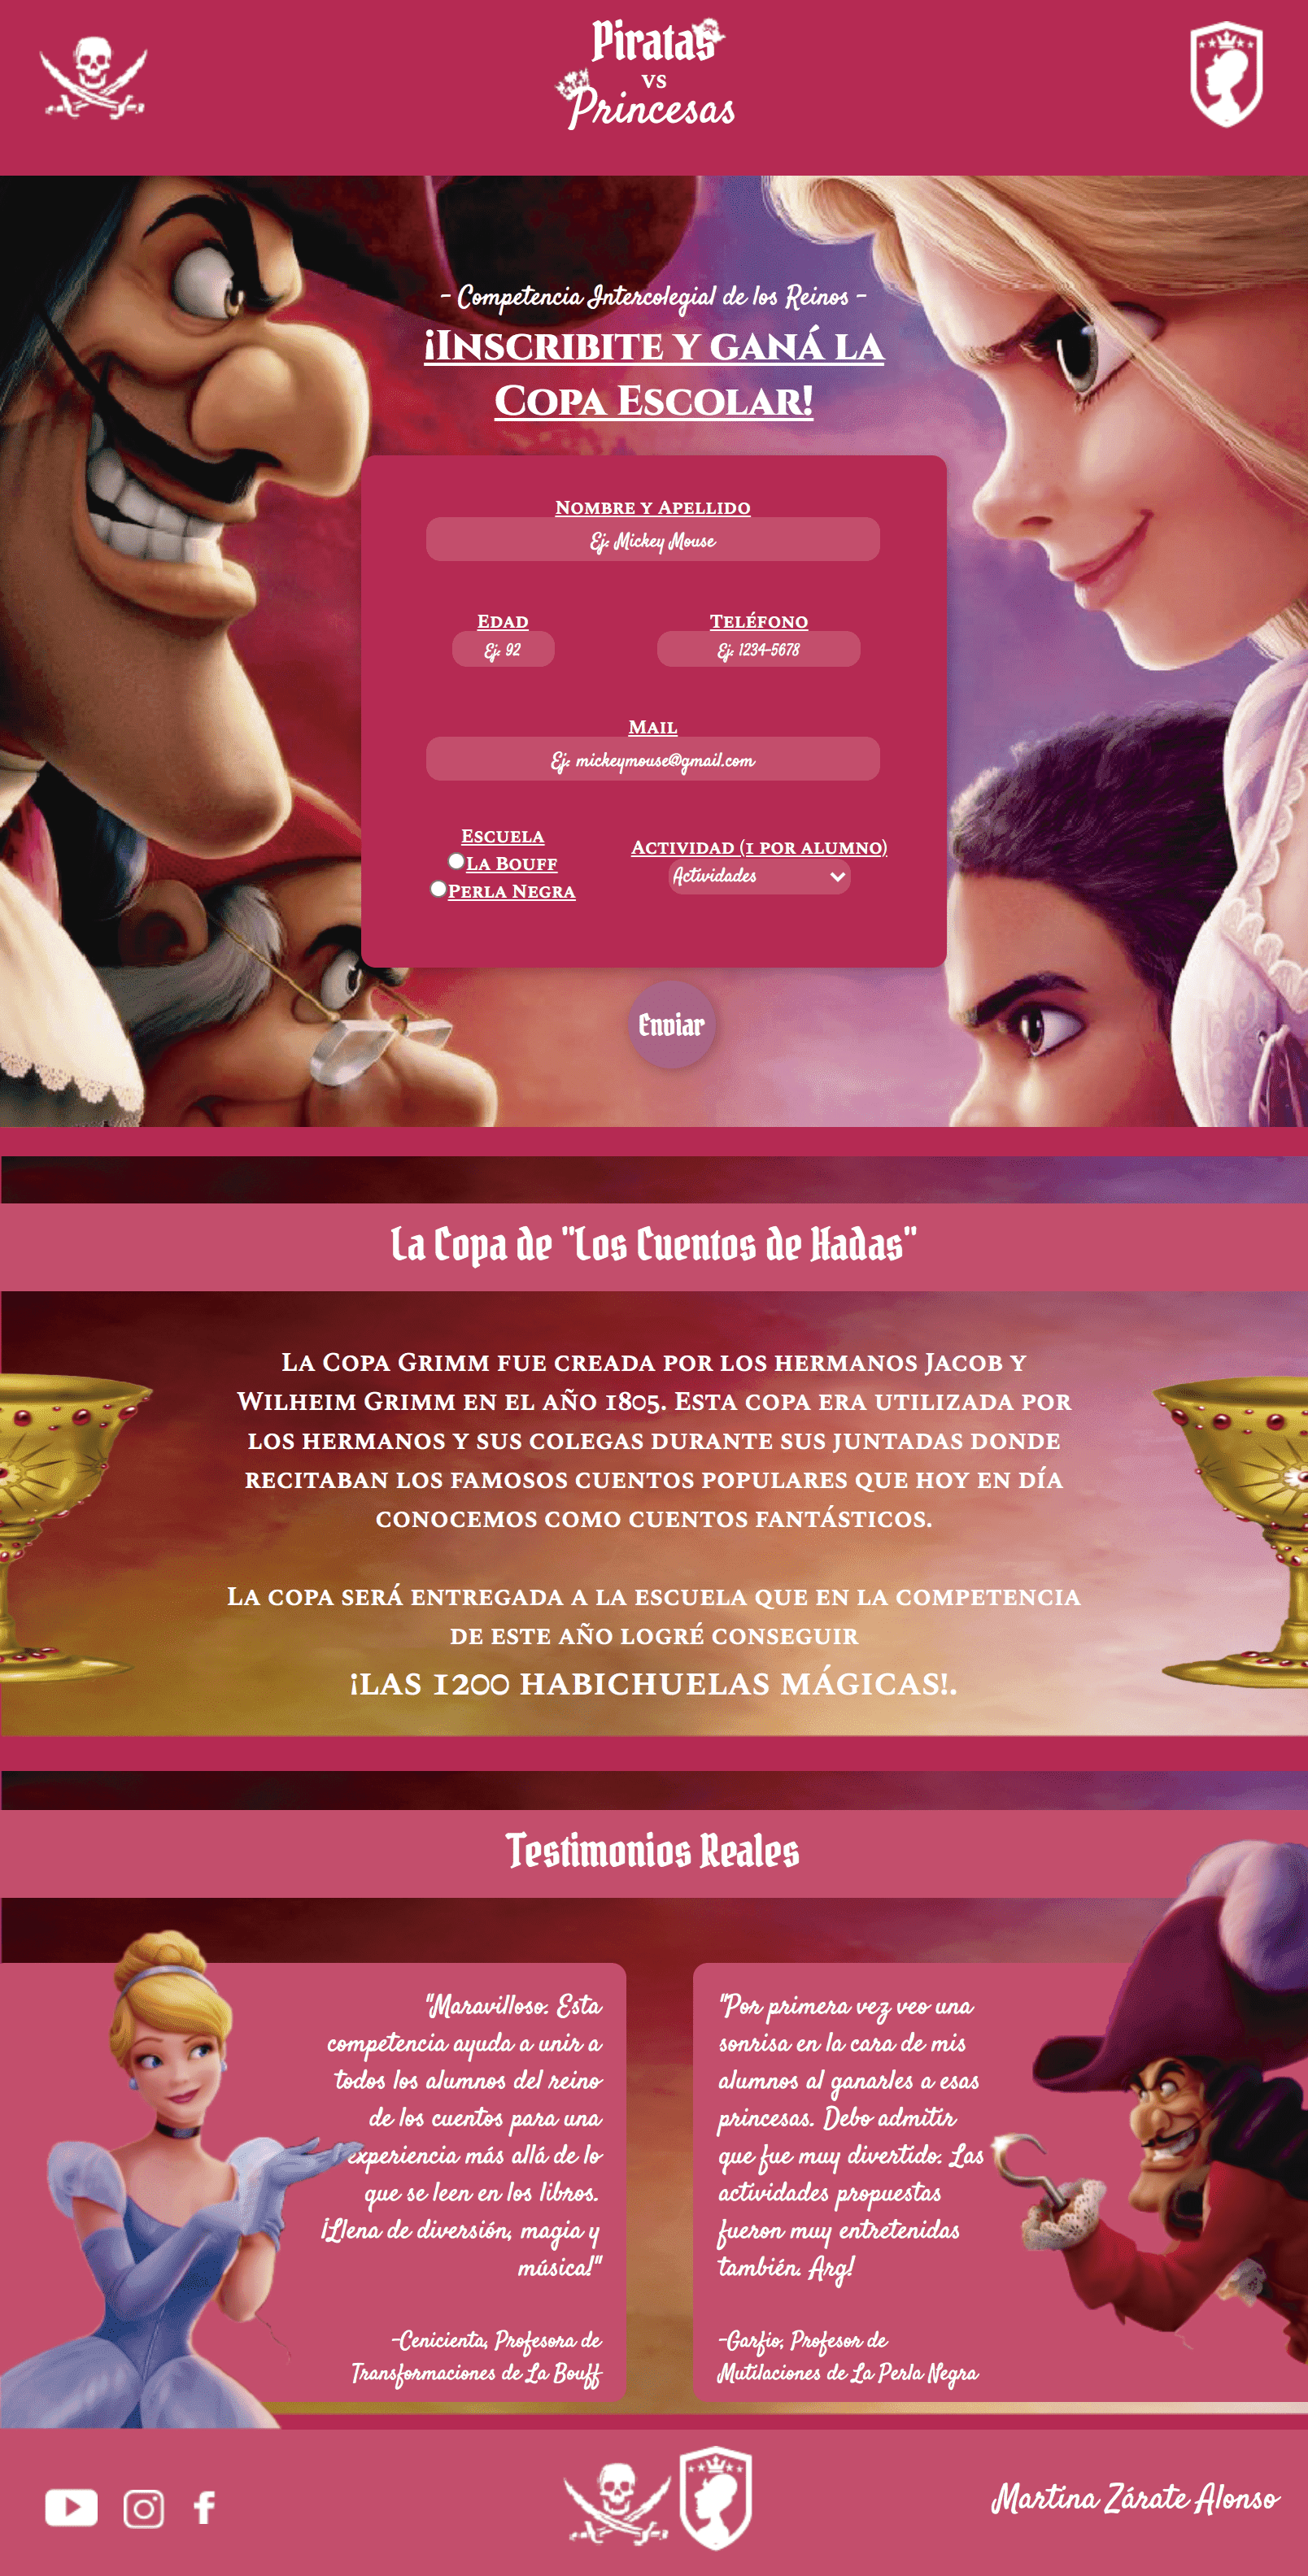 Piratas
vs
Princesas
- Competencia Intercolegial de los Reinos -
¡Inscribite y ganá la
Copa Escolar!
Nombre y Apellido
Ej: Mickey Mouse
Edad
Teléfono
Ej: 92
Ej: 1234-5678
Mail
Ej: mickeymouse@gmail.com
Escuela
La Bouff
Perla Negra
Actividad (1 por alumno)
Actividades
Enviar
La Copa de "Los Cuentos de Hadas"
La Copa Grimm fue creada por los hermanos Jacob y
Wilheim Grimm en el año 1805. Esta copa era utilizada por
los hermanos y sus colegas durante sus juntadas donde
recitaban los famosos cuentos populares que hoy en día
conocemos como cuentos fantásticos.
La copa será entregada a la escuela que en la competencia
de este año logré conseguir
¡las 1200 habichuelas mágicas!.
Testimonios Reales
"Maravilloso. Esta
competencia ayuda a unir a
todos los alumnos del reino
de los cuentos para una
experiencia más allá de lo
que se leen en los libros.
¡Llena de diversión, magia y
música!"
-Cenicienta, Profesora de
Transformaciones de La Bouff
"Por primera vez veo una
sonrisa en la cara de mis
alumnos al ganarles a esas
princesas. Debo admitir
que fue muy divertido. Las
actividades propuestas
fueron muy entretenidas
también. Arg!
-Garfio, Profesor de
Mutilaciones de La Perla Negra
Martina Zárate Alonso